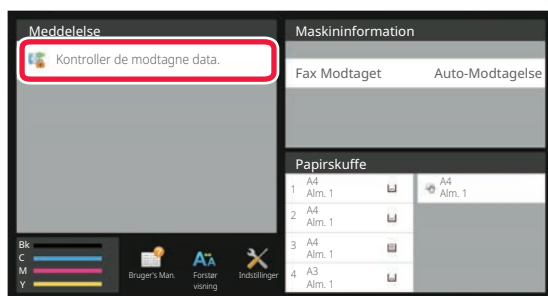 Meddelelse
Kontroller de modtagne data.
Maskininformation
Fax Modtaget Auto-Modtagelse
Papirskuffe
1 A4
Alm. 1
A4
Alm. 1
2 A4
Alm. 1
3 A4
Alm. 1
4 A3
Alm. 1
Bk
C
M
Y
Bruger's Man.
Forstør
visning
Indstillinger